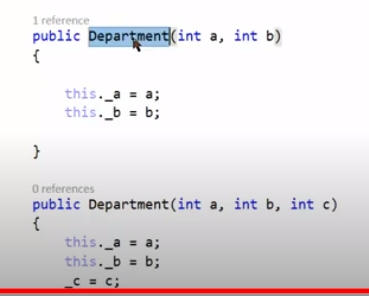 1 reference
public Department(int a, int b)
{
this._a = a;
this._b = b;
}
0 references
public Department(int a, int b, int c)
{
this._a = a;
this._b = b;
_c = c;